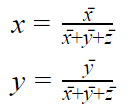 x = x̄ / (x̄+ȳ+z̄)
y = ȳ / (x̄+ȳ+z̄)